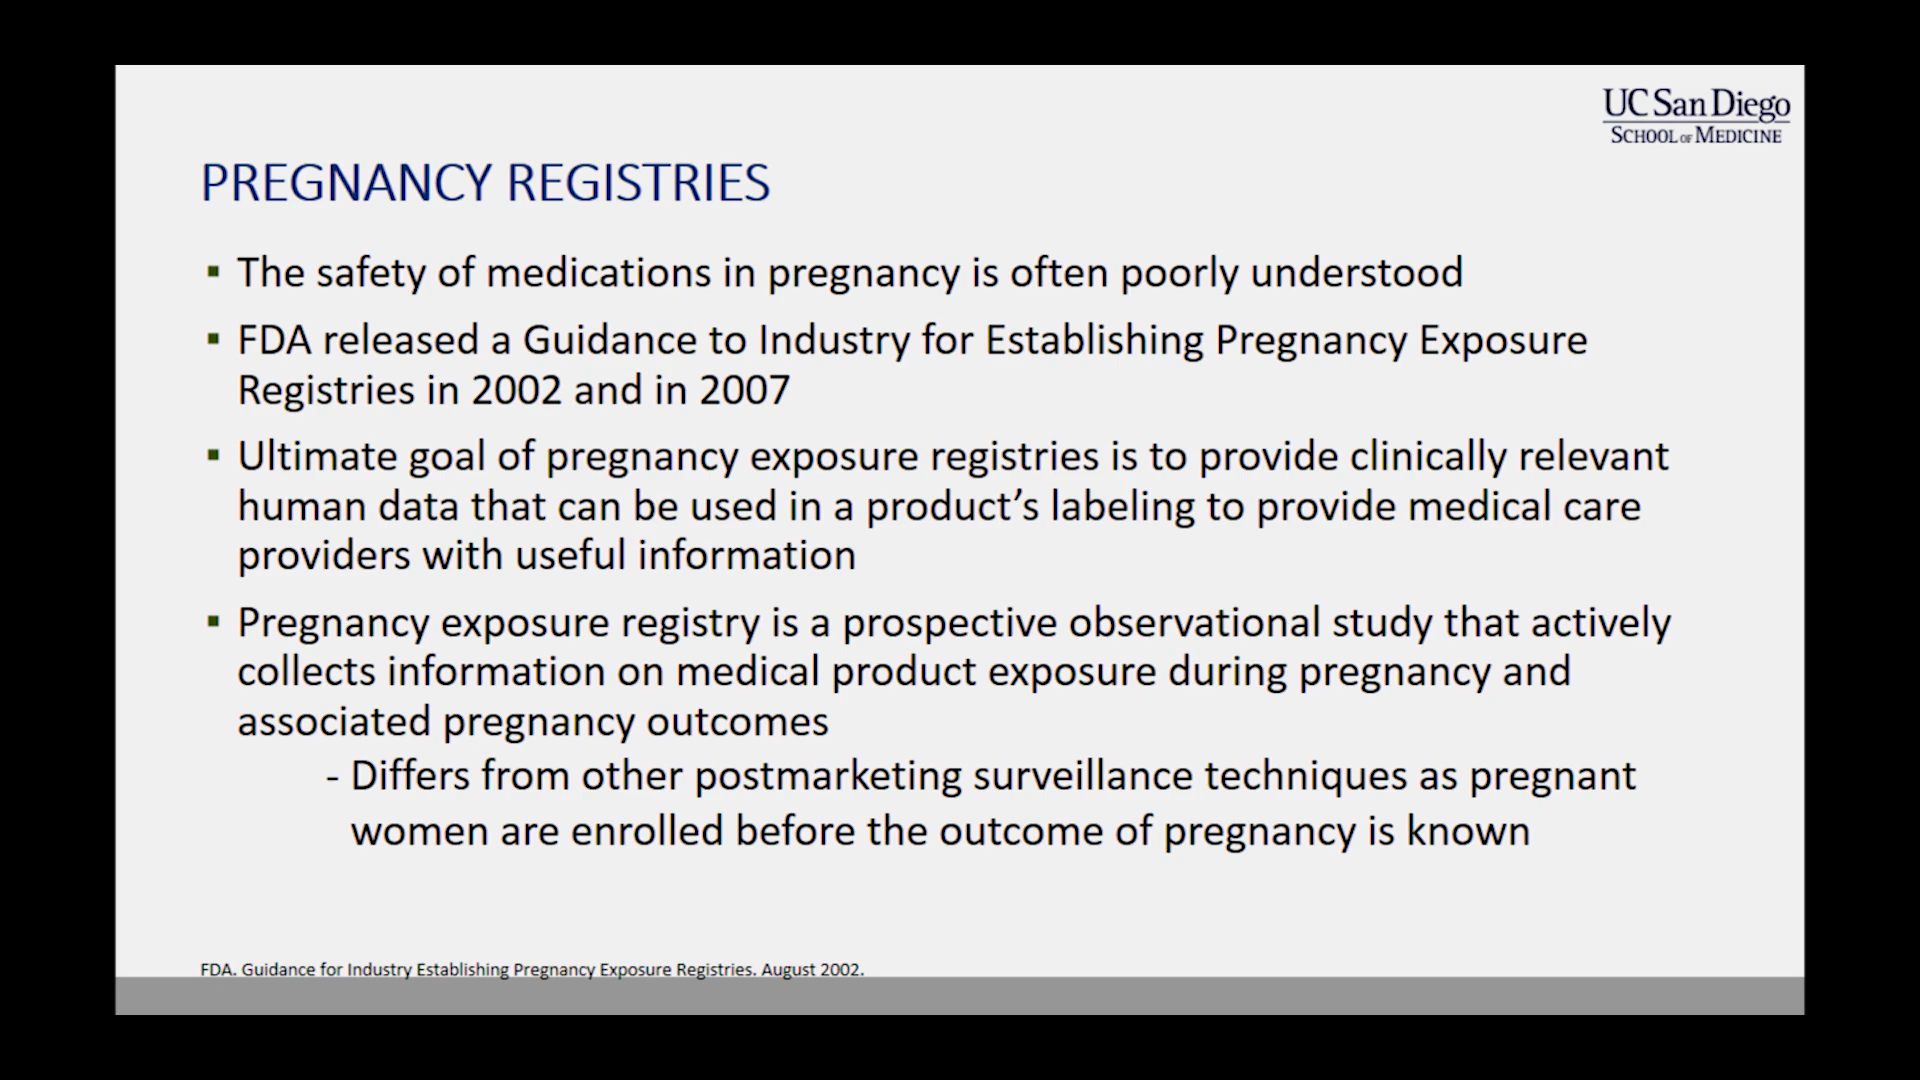 UC San Diego
SCHOOL OF MEDICINE
PREGNANCY REGISTRIES
▪ The safety of medications in pregnancy is often poorly understood
▪ FDA released a Guidance to Industry for Establishing Pregnancy Exposure
Registries in 2002 and in 2007
▪ Ultimate goal of pregnancy exposure registries is to provide clinically relevant
human data that can be used in a product’s labeling to provide medical care
providers with useful information
▪ Pregnancy exposure registry is a prospective observational study that actively
collects information on medical product exposure during pregnancy and
associated pregnancy outcomes
- Differs from other postmarketing surveillance techniques as pregnant
women are enrolled before the outcome of pregnancy is known
FDA. Guidance for Industry Establishing Pregnancy Exposure Registries. August 2002.